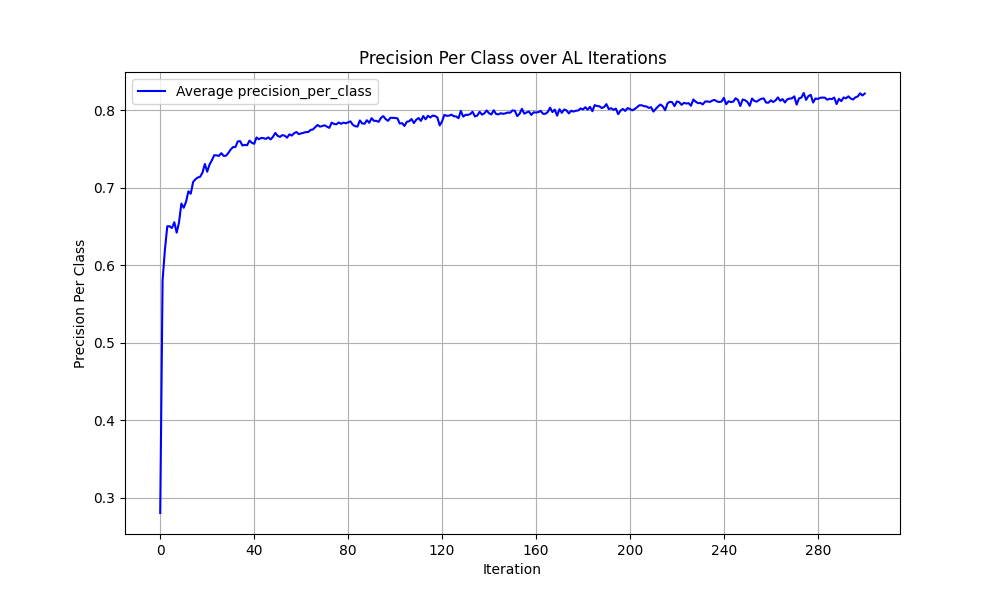 Precision Per Class over AL Iterations
Average precision_per_class
Precision Per Class
0.8
0.7
0.6
0.5
0.4
0.3
0 40 80 120 160 200 240 280
Iteration